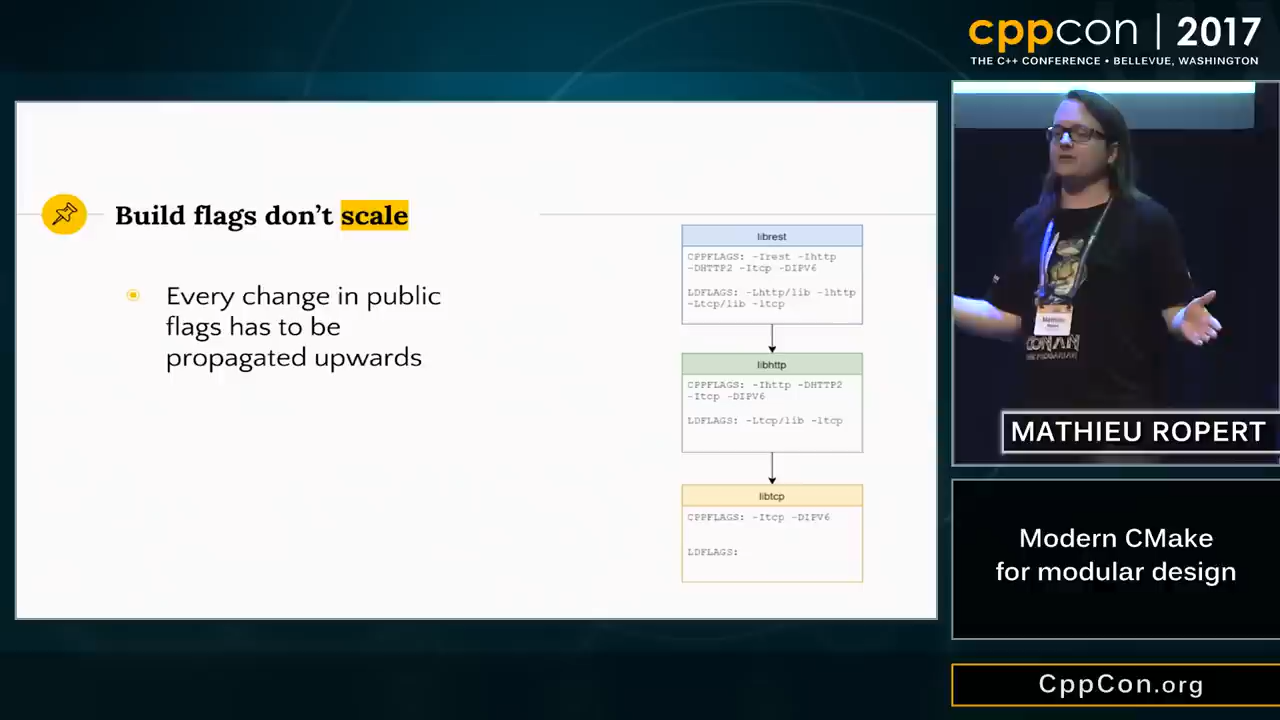 cppcon | 2017
THE C++ CONFERENCE • BELLEVUE, WASHINGTON
Build flags don't scale
Every change in public
flags has to be
propagated upwards
librest
CPPFLAGS: -Irest -Ihttp
-DHTTP2 -Itcp -DIPV6
LDFLAGS: -Lhttp/lib -lhttp
-Ltcp/lib -ltcp
libhttp
CPPFLAGS: -Ihttp -DHTTP2
-Itcp -DIPV6
LDFLAGS: -Ltcp/lib -ltcp
libtcp
CPPFLAGS: -Itcp -DIPV6
LDFLAGS:
Mathieu
CONAN
MATHIEU ROPERT
Modern CMake
for modular design
CppCon.org